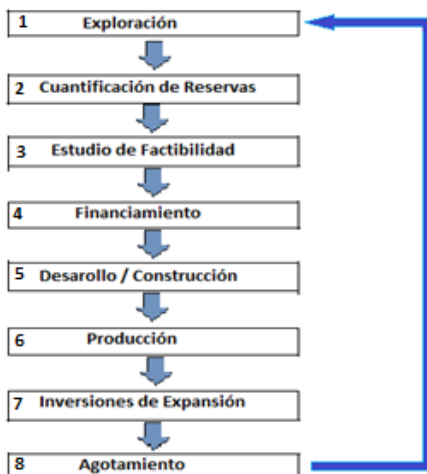 1 Exploración
2 Cuantificación de Reservas
3 Estudio de Factibilidad
4 Financiamiento
5 Desarollo / Construcción
6 Producción
7 Inversiones de Expansión
8 Agotamiento